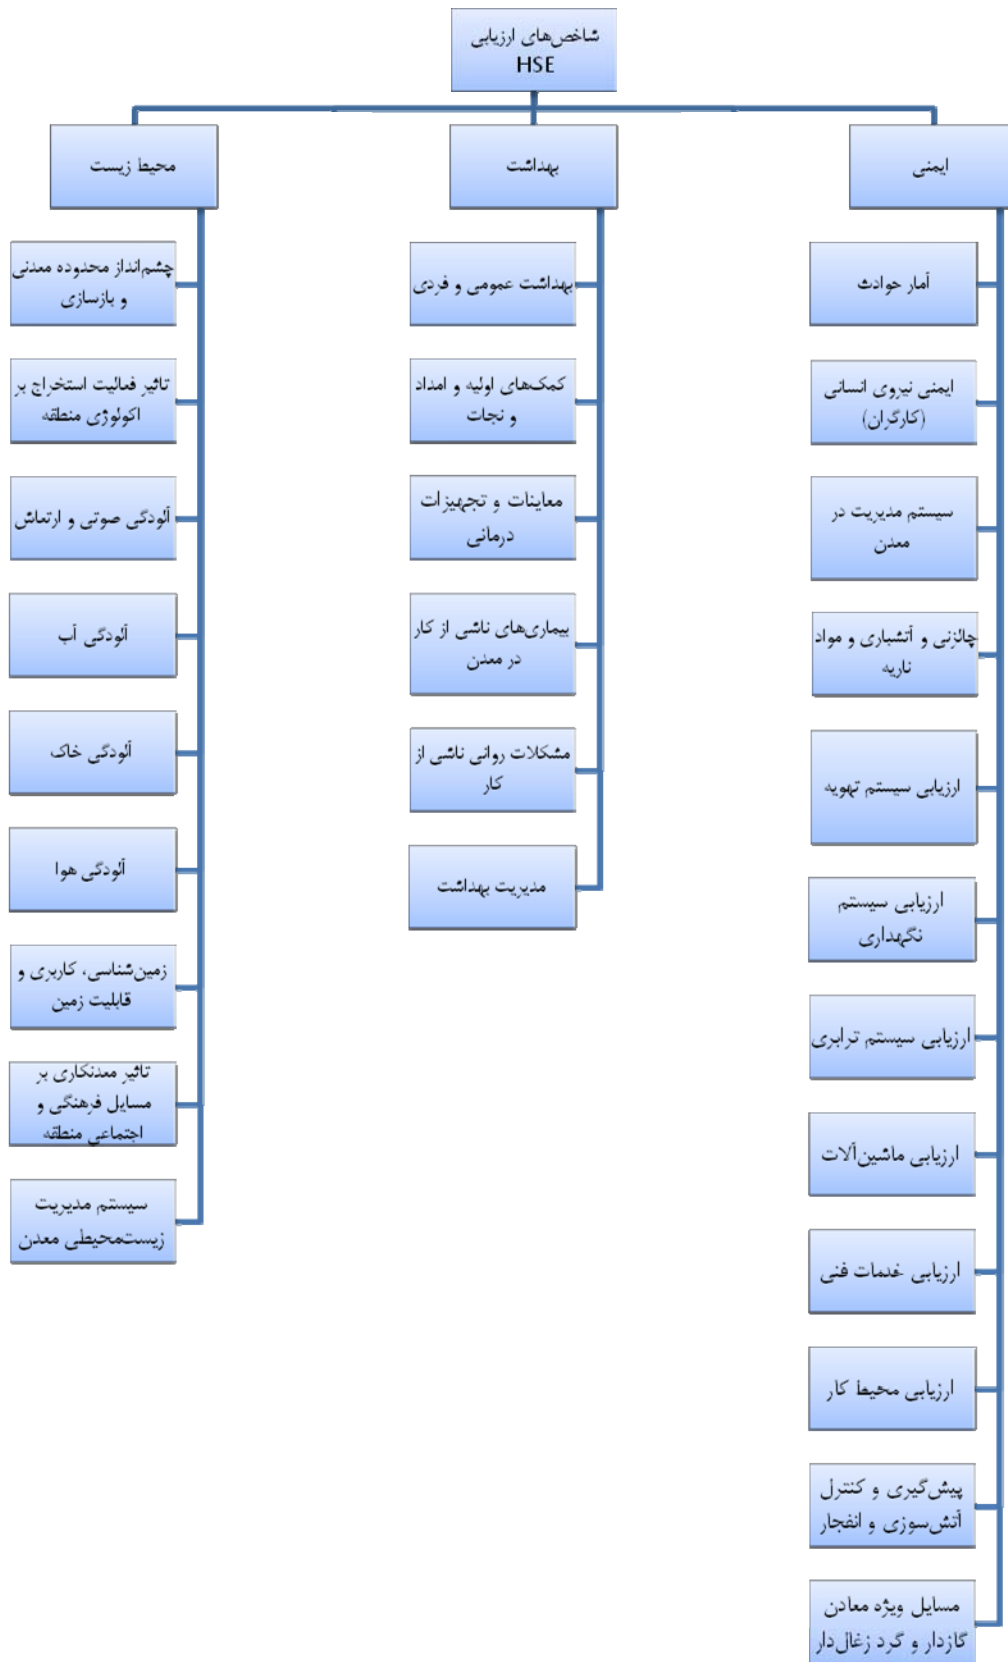 شاخص‌های ارزیابی
HSE
ایمنی
بهداشت
محیط زیست
آمار حوادث
ایمنی نیروی انسانی
(کارگران)
سیستم مدیریت در
معدن
چالزنی و آتشباری و مواد
ناریه
ارزیابی سیستم تهویه
ارزیابی سیستم
نگهداری
ارزیابی سیستم ترابری
ارزیابی ماشین‌آلات
ارزیابی خدمات فنی
ارزیابی محیط کار
پیش‌گیری و کنترل
آتش‌سوزی و انفجار
مسایل ویژه معادن
گازدار و گرد زغال‌دار
بهداشت عمومی و فردی
کمک‌های اولیه و امداد
و نجات
معاینات و تجهیزات
درمانی
بیماری‌های ناشی از کار
در معدن
مشکلات روانی ناشی از
کار
مدیریت بهداشت
چشم‌انداز محدوده معدنی
و بازسازی
تاثیر فعالیت استخراج بر
اکولوژی منطقه
آلودگی صوتی و ارتعاش
آلودگی آب
آلودگی خاک
آلودگی هوا
زمین‌شناسی، کاربری و
قابلیت زمین
تاثیر معدنکاری بر
مسایل فرهنگی و
اجتماعی منطقه
سیستم مدیریت
زیست‌محیطی معدن